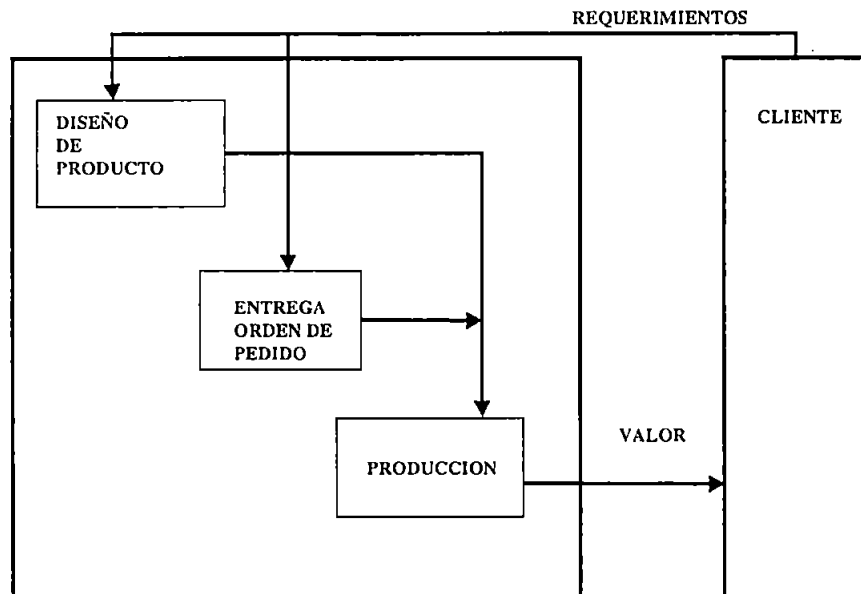 REQUERIMIENTOS
CLIENTE
DISEÑO
DE
PRODUCTO
ENTREGA
ORDEN DE
PEDIDO
VALOR
PRODUCCION